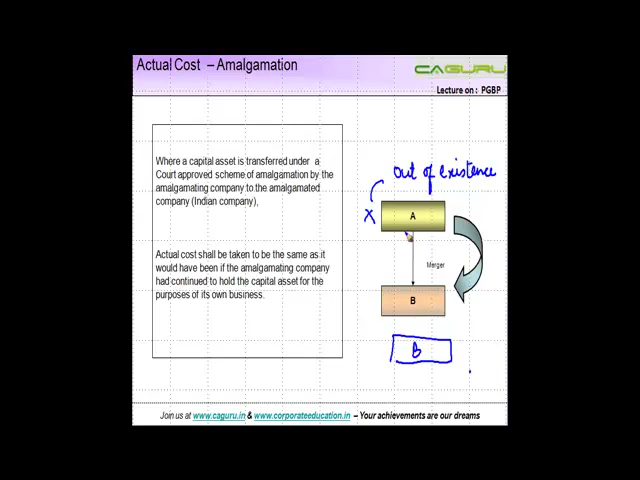 Actual Cost – Amalgamation
CAGURU
Lecture on : PGBP
Where a capital asset is transferred under a
Court approved scheme of amalgamation by the
amalgamating company to the amalgamated
company (Indian company),
Actual cost shall be taken to be the same as it
would have been if the amalgamating company
had continued to hold the capital asset for the
purposes of its own business.
out of existence
X
A
Merger
B
B
Join us at www.caguru.in & www.corporateeducation.in – Your achievements are our dreams